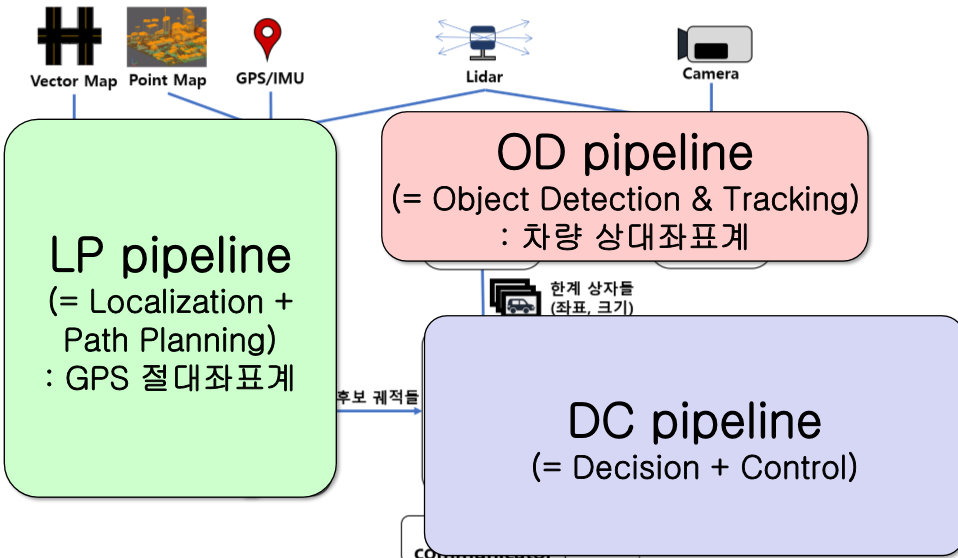 Vector Map
Point Map
GPS/IMU
Lidar
Camera
OD pipeline
(= Object Detection & Tracking)
: 차량 상대좌표계
LP pipeline
(= Localization +
Path Planning)
: GPS 절대좌표계
한계 상자들
(좌표, 크기)
후보 궤적들
DC pipeline
(= Decision + Control)